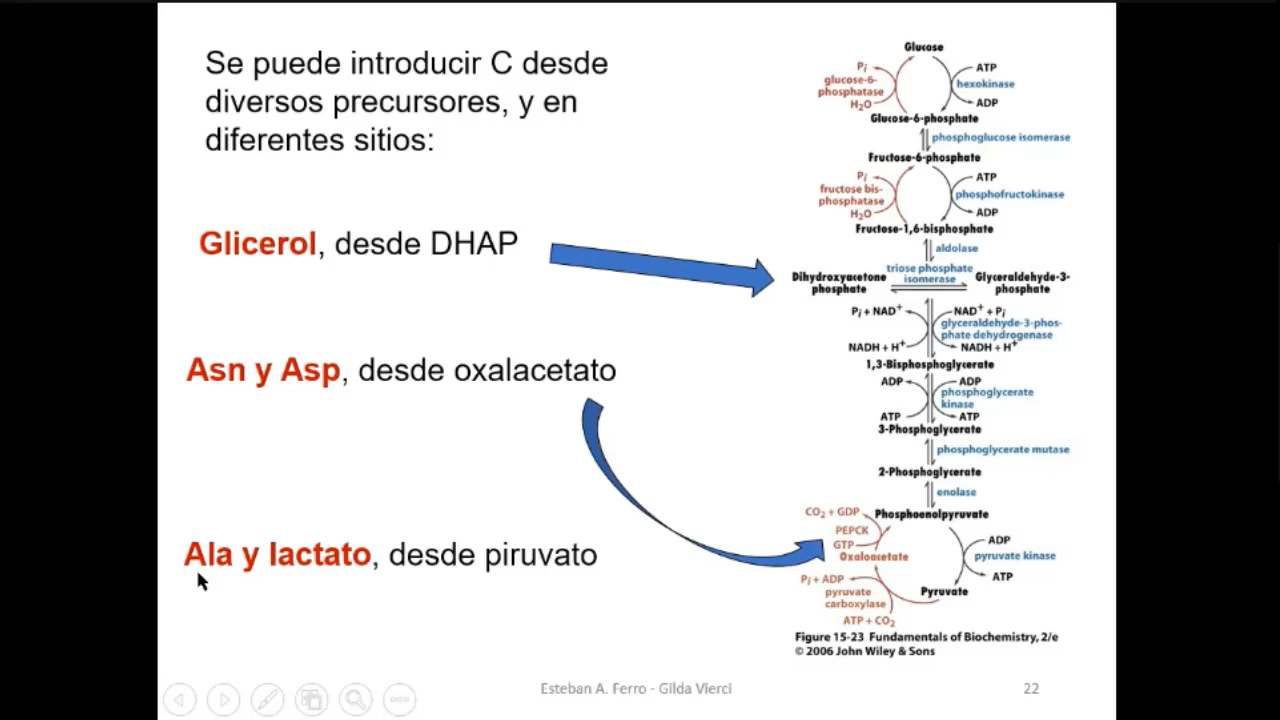 Se puede introducir C desde
diversos precursores, y en
diferentes sitios:
Glicerol, desde DHAP
Asn y Asp, desde oxalacetato
Ala y lactato, desde piruvato
Glucose
Pi
ATP
glucose-6-
phosphatase
hexokinase
H2O
ADP
Glucose-6-phosphate
phosphoglucose isomerase
Fructose-6-phosphate
Pi
ATP
fructose bis-
phosphatase
phosphofructokinase
H2O
ADP
Fructose-1,6-bisphosphate
aldolase
Dihydroxyacetone
phosphate
triose phosphate
isomerase
Glyceraldehyde-3-
phosphate
Pi + NAD+
NAD+ + Pi
glyceraldehyde-3-phos-
phate dehydrogenase
NADH + H+
NADH + H+
1,3-Bisphosphoglycerate
ADP
ADP
phosphoglycerate
kinase
ATP
ATP
3-Phosphoglycerate
phosphoglycerate mutase
2-Phosphoglycerate
enolase
CO2 + GDP
Phosphoenolpyruvate
PEPCK
GTP
Oxaloacetate
ADP
pyruvate kinase
ATP
Pi + ADP
pyruvate
carboxylase
Pyruvate
ATP + CO2
Figure 15-23 Fundamentals of Biochemistry, 2/e
© 2006 John Wiley & Sons
Esteban A. Ferro - Gilda Vierci
22